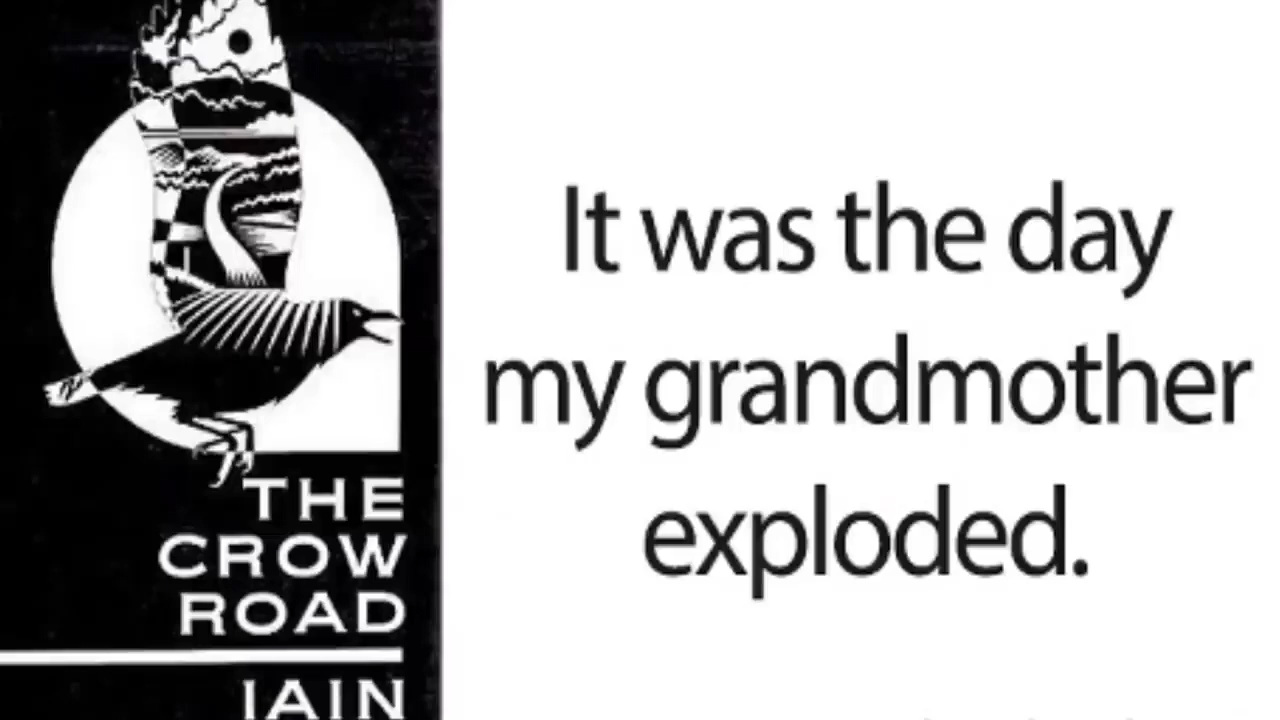 THE
CROW
ROAD
IAIN
It was the day
my grandmother
exploded.